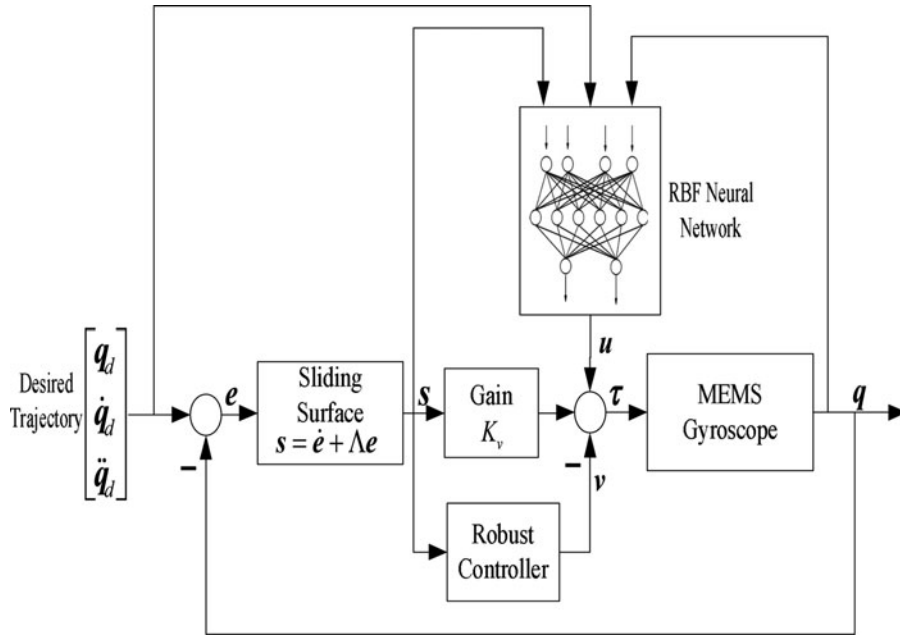 RBF Neural
Network
Desired
Trajectory
q_d
q̇_d
q̈_d
−
e
Sliding
Surface
s = ė + Λe
s
Gain
K_v
u
τ
−
v
MEMS
Gyroscope
q
Robust
Controller